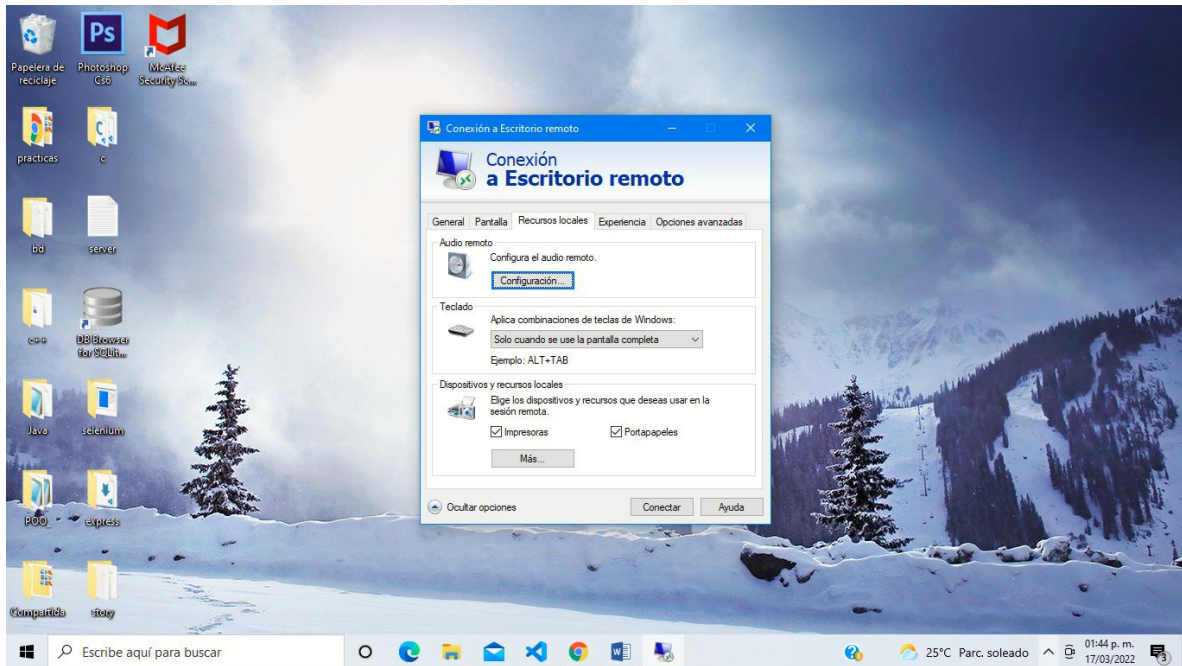 Papelera de
reciclaje
Photoshop
Cs6
McAfee
Security Sc...
practicas
c
bd
server
c++
DB Browser
for SQLit...
Java
selenium
POO_
express
Compartida
story
Ps
Conexión a Escritorio remoto
Conexión
a Escritorio remoto
General Pantalla Recursos locales Experiencia Opciones avanzadas
Audio remoto
Configura el audio remoto.
Configuración...
Teclado
Aplica combinaciones de teclas de Windows:
Solo cuando se use la pantalla completa
Ejemplo: ALT+TAB
Dispositivos y recursos locales
Elige los dispositivos y recursos que deseas usar en la
sesión remota.
Impresoras Portapapeles
Más...
Ocultar opciones Conectar Ayuda
Escribe aquí para buscar
25°C Parc. soleado
01:44 p. m.
17/03/2022
3